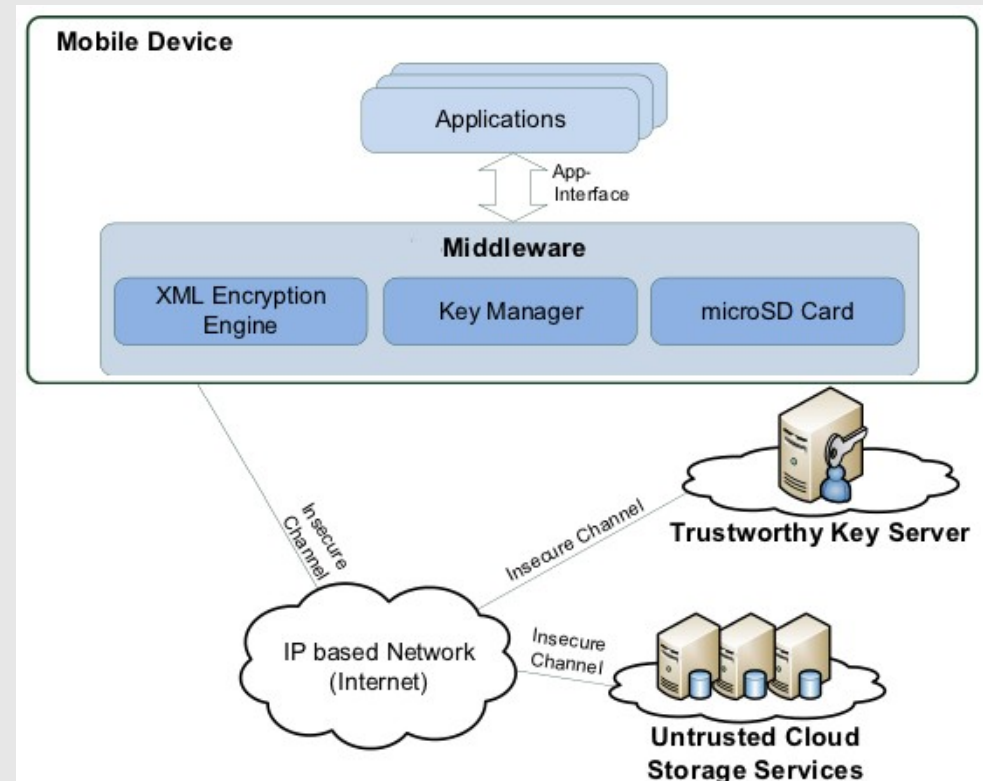 Mobile Device
Applications
App-
Interface
Middleware
XML Encryption
Engine
Key Manager
microSD Card
Insecure
Channel
Insecure Channel
Trustworthy Key Server
IP based Network
(Internet)
Insecure
Channel
Untrusted Cloud
Storage Services